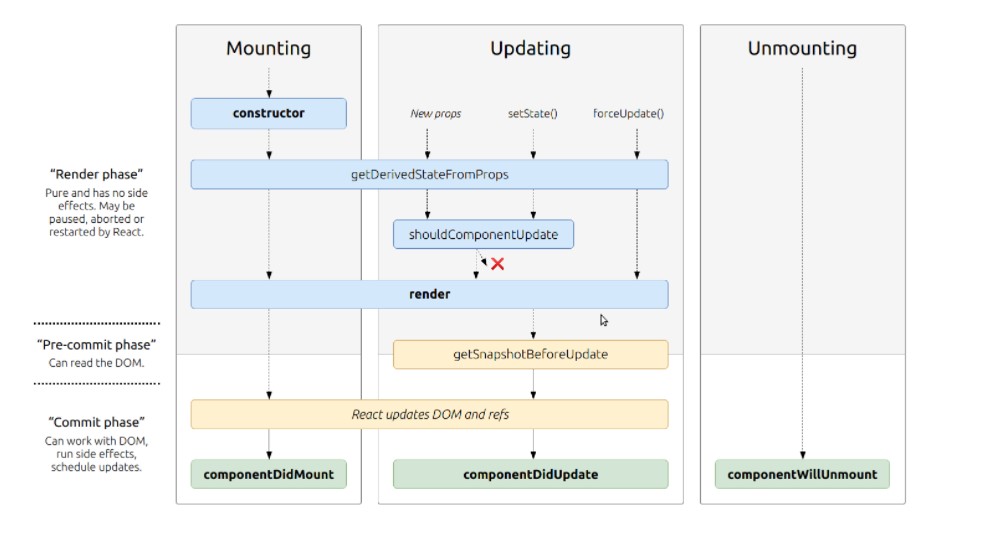 Mounting
Updating
Unmounting
constructor
New props
setState()
forceUpdate()
“Render phase”
Pure and has no side
effects. May be
paused, aborted or
restarted by React.
getDerivedStateFromProps
shouldComponentUpdate
render
“Pre-commit phase”
Can read the DOM.
getSnapshotBeforeUpdate
“Commit phase”
Can work with DOM,
run side effects,
schedule updates.
React updates DOM and refs
componentDidMount
componentDidUpdate
componentWillUnmount